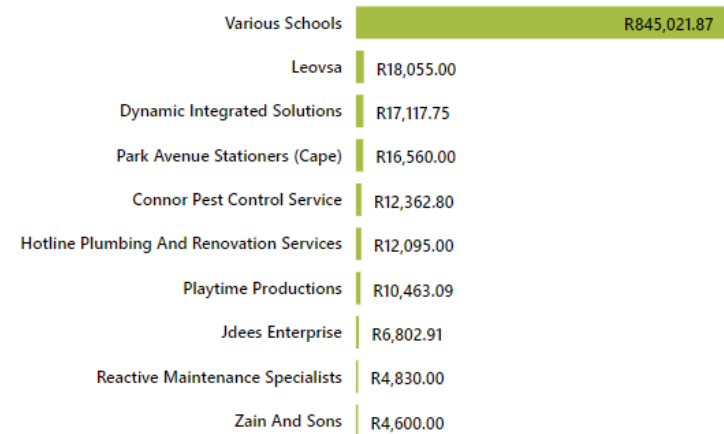 Various Schools R845,021.87
Leovsa R18,055.00
Dynamic Integrated Solutions R17,117.75
Park Avenue Stationers (Cape) R16,560.00
Connor Pest Control Service R12,362.80
Hotline Plumbing And Renovation Services R12,095.00
Playtime Productions R10,463.09
Jdees Enterprise R6,802.91
Reactive Maintenance Specialists R4,830.00
Zain And Sons R4,600.00